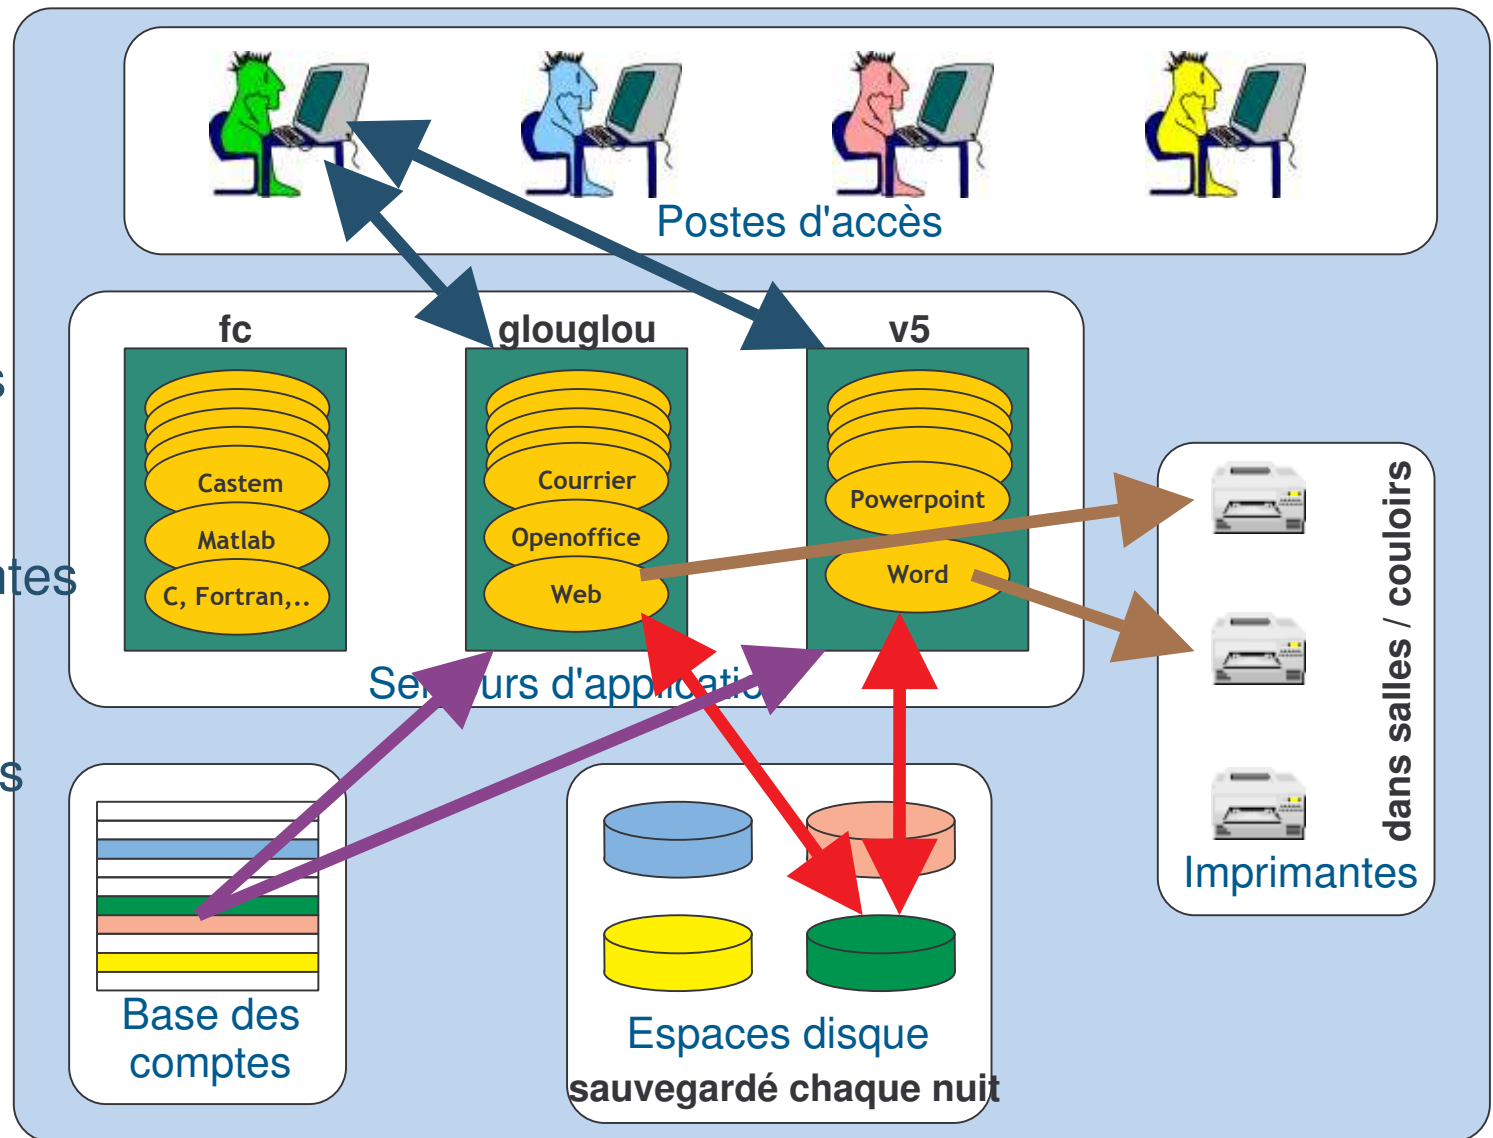 Postes d'accès
fc
glouglou
v5
Castem
Matlab
C, Fortran,..
Courrier
Openoffice
Web
Powerpoint
Word
d'application
dans salles / couloirs
Imprimantes
Base des
comptes
Espaces disque
sauvegardé chaque nuit